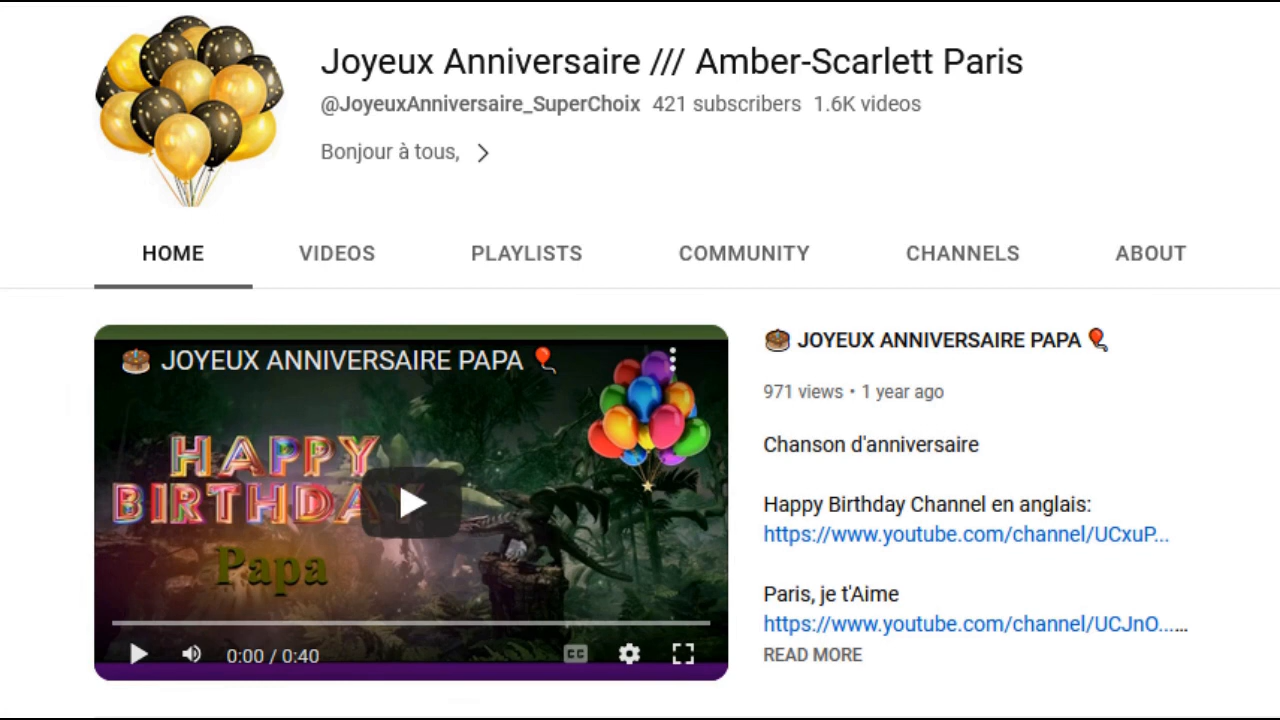 Joyeux Anniversaire /// Amber-Scarlett Paris
@JoyeuxAnniversaire_SuperChoix 421 subscribers 1.6K videos
Bonjour à tous,
HOME VIDEOS PLAYLISTS COMMUNITY CHANNELS ABOUT
JOYEUX ANNIVERSAIRE PAPA
HAPPY
BIRTHDAY
Papa
0:00 / 0:40
CC
JOYEUX ANNIVERSAIRE PAPA
971 views • 1 year ago
Chanson d'anniversaire
Happy Birthday Channel en anglais:
https://www.youtube.com/channel/UCxuP...
Paris, je t'Aime
https://www.youtube.com/channel/UCJnO......
READ MORE